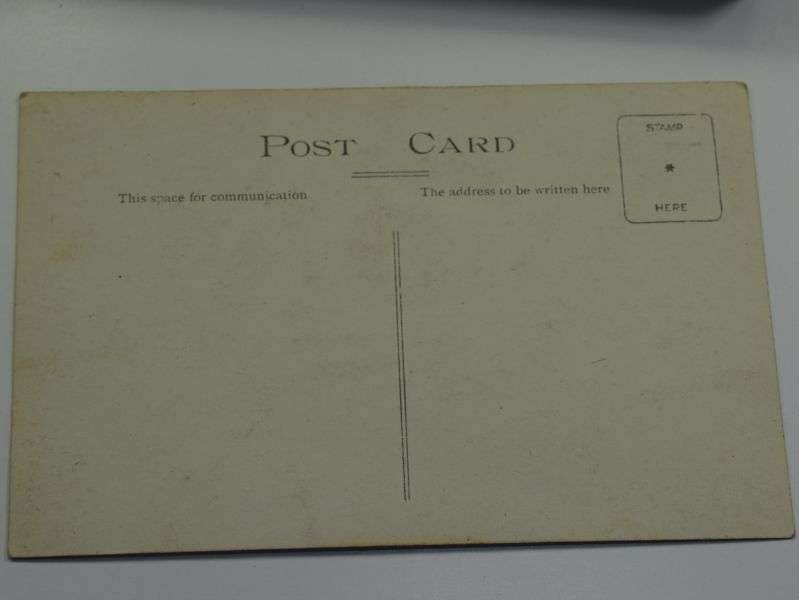 POST CARD
This space for communication
The address to be written here
STAMP
*
HERE